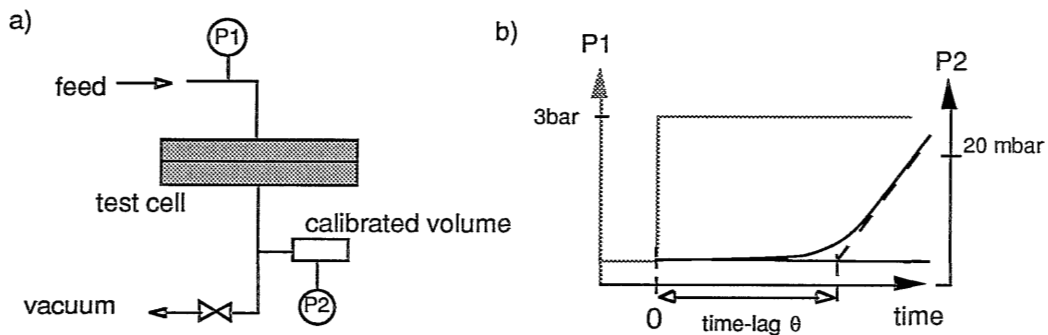 a)
P1
feed
test cell
calibrated volume
vacuum
P2
b)
P1
P2
3bar
20 mbar
0
time-lag θ
time